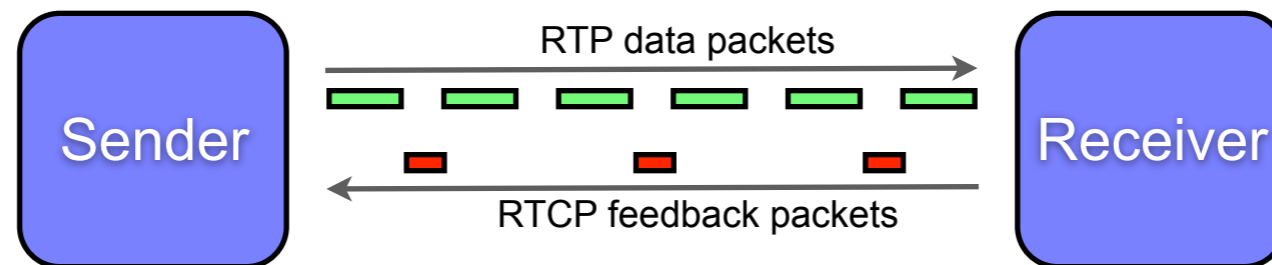 RTP data packets
Sender
Receiver
RTCP feedback packets